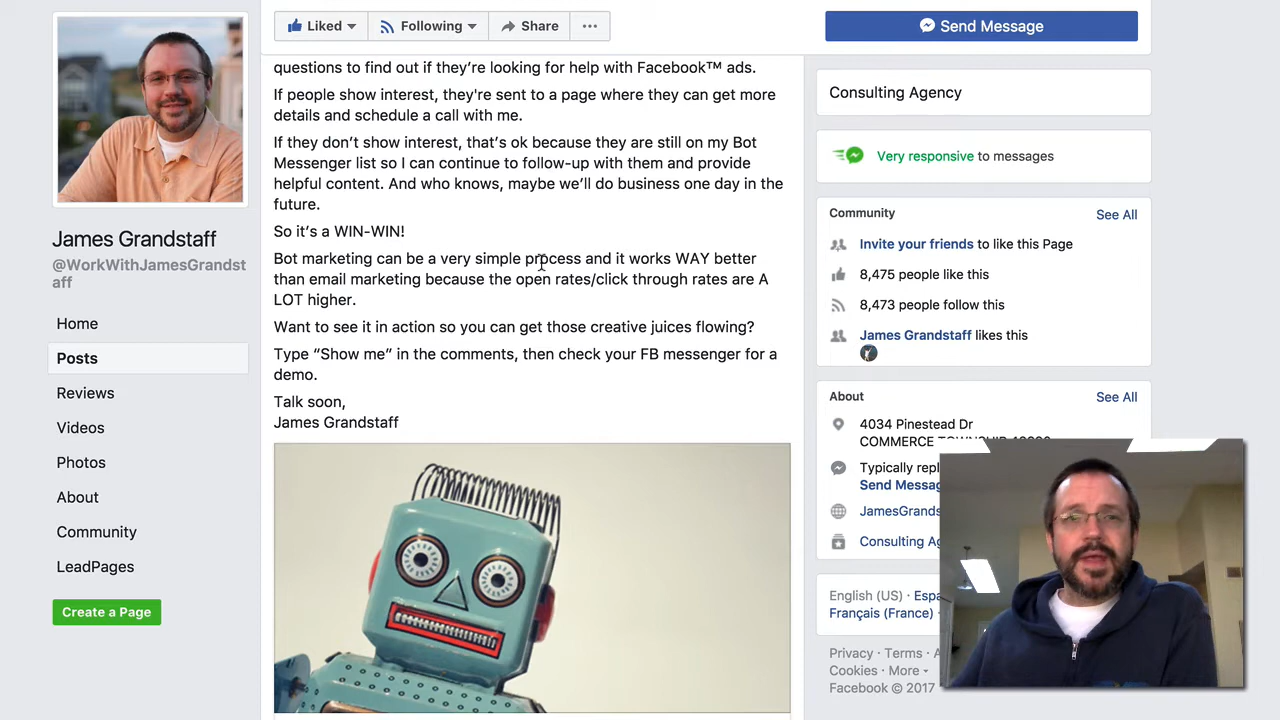 Liked
Following
Share
Send Message
questions to find out if they’re looking for help with Facebook™ ads.
If people show interest, they're sent to a page where they can get more
details and schedule a call with me.
If they don’t show interest, that’s ok because they are still on my Bot
Messenger list so I can continue to follow-up with them and provide
helpful content. And who knows, maybe we’ll do business one day in the
future.
So it’s a WIN-WIN!
Bot marketing can be a very simple process and it works WAY better
than email marketing because the open rates/click through rates are A
LOT higher.
Want to see it in action so you can get those creative juices flowing?
Type “Show me” in the comments, then check your FB messenger for a
demo.
Talk soon,
James Grandstaff
James Grandstaff
@WorkWithJamesGrandst
aff
Home
Posts
Reviews
Videos
Photos
About
Community
LeadPages
Create a Page
Consulting Agency
Very responsive to messages
Community
See All
Invite your friends to like this Page
8,475 people like this
8,473 people follow this
James Grandstaff likes this
About
See All
4034 Pinestead Dr
COMMERCE
Typically repl
Send Messag
JamesGrands
Consulting Ag
English (US) · Espa
Français (France) ·
Privacy · Terms · A
Cookies · More
Facebook © 2017